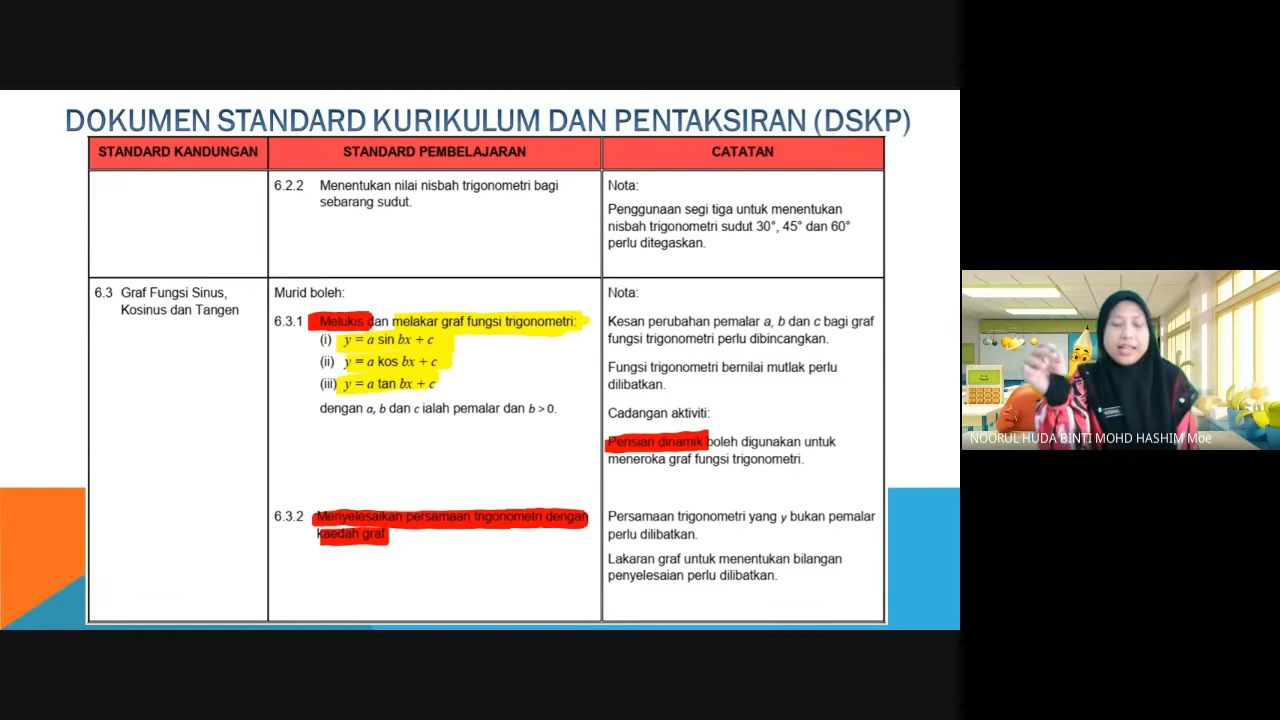 DOKUMEN STANDARD KURIKULUM DAN PENTAKSIRAN (DSKP)
STANDARD KANDUNGAN
STANDARD PEMBELAJARAN
CATATAN
6.2.2 Menentukan nilai nisbah trigonometri bagi
sebarang sudut.
Nota:
Penggunaan segi tiga untuk menentukan
nisbah trigonometri sudut 30°, 45° dan 60°
perlu ditegaskan.
6.3 Graf Fungsi Sinus,
Kosinus dan Tangen
Murid boleh:
6.3.1 Melukis dan melakar graf fungsi trigonometri:
(i) y = a sin bx + c
(ii) y = a kos bx + c
(iii) y = a tan bx + c
dengan a, b dan c ialah pemalar dan b > 0.
6.3.2 Menyelesaikan persamaan trigonometri dengan
kaedah graf.
Nota:
Kesan perubahan pemalar a, b dan c bagi graf
fungsi trigonometri perlu dibincangkan.
Fungsi trigonometri bernilai mutlak perlu
dilibatkan.
Cadangan aktiviti:
Perisian dinamik boleh digunakan untuk
meneroka graf fungsi trigonometri.
Persamaan trigonometri yang y bukan pemalar
perlu dilibatkan.
Lakaran graf untuk menentukan bilangan
penyelesaian perlu dilibatkan.
NOORUL HUDA BINTI MOHD HASHIM Moe